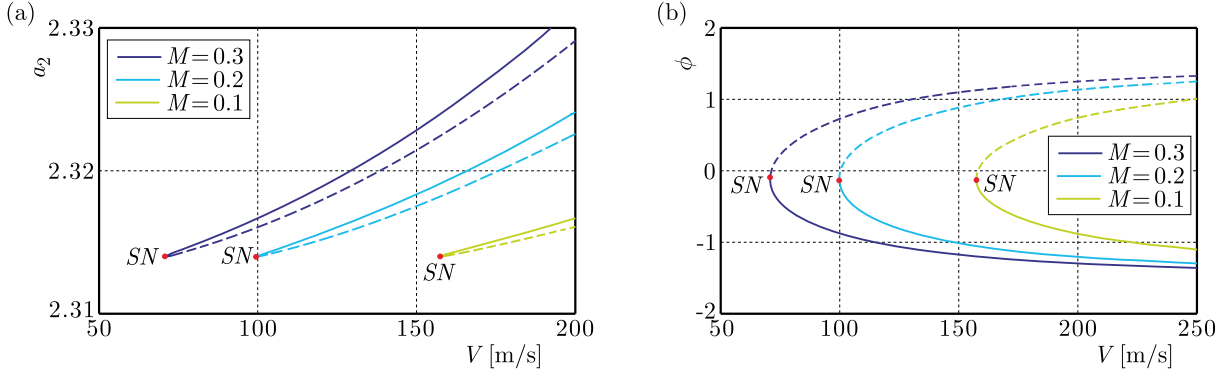 (a)
2.33
2.32
2.31
a₂
M=0.3
M=0.2
M=0.1
SN
SN
SN
50
100
150
200
V [m/s]
(b)
2
1
0
-1
-2
ϕ
SN
SN
SN
M=0.3
M=0.2
M=0.1
50
100
150
200
250
V [m/s]